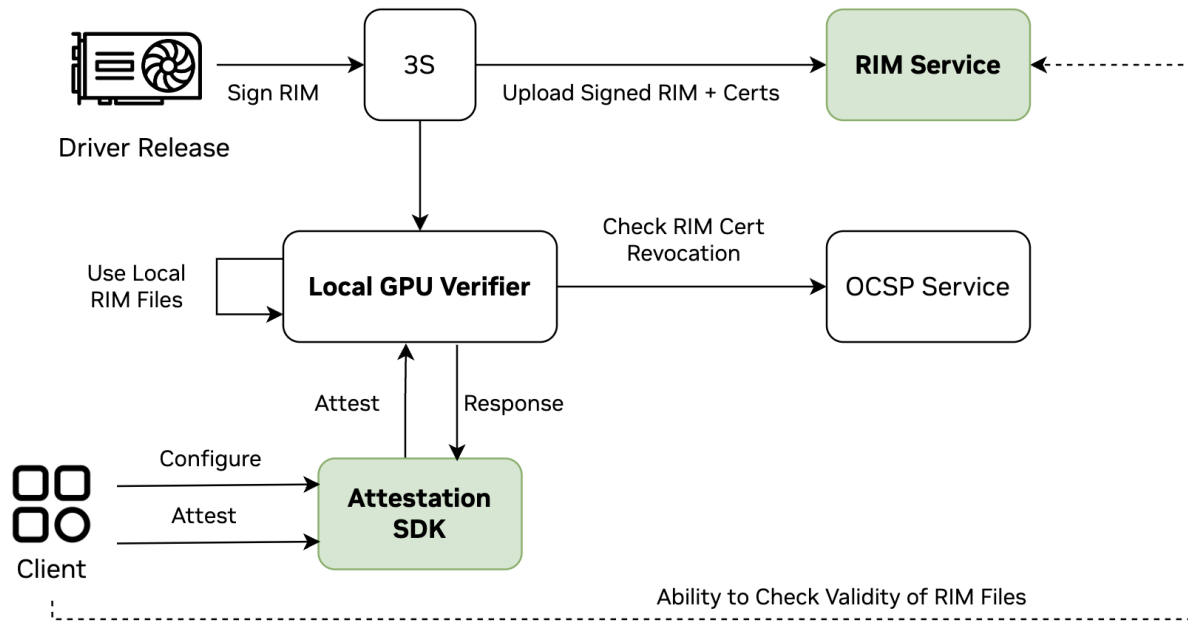 3S
RIM Service
Sign RIM
Upload Signed RIM + Certs
Driver Release
Check RIM Cert
Revocation
Use Local
RIM Files
Local GPU Verifier
OCSP Service
Attest
Response
Configure
Attestation
SDK
Attest
Client
Ability to Check Validity of RIM Files